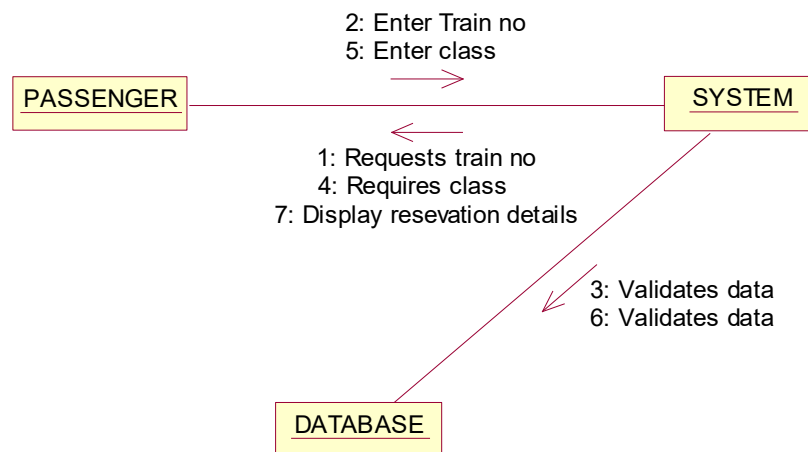 2: Enter Train no
5: Enter class
PASSENGER
SYSTEM
1: Requests train no
4: Requires class
7: Display resevation details
3: Validates data
6: Validates data
DATABASE